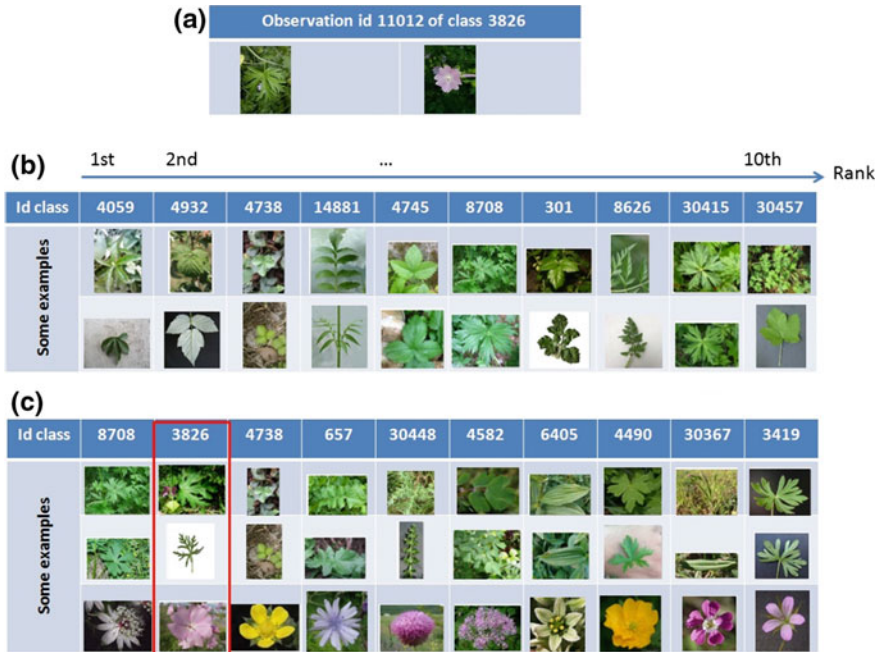 (a)
Observation id 11012 of class 3826
(b)
1st 2nd ... 10th
Rank
Id class 4059 4932 4738 14881 4745 8708 301 8626 30415 30457
Some examples
(c)
Id class 8708 3826 4738 657 30448 4582 6405 4490 30367 3419
Some examples